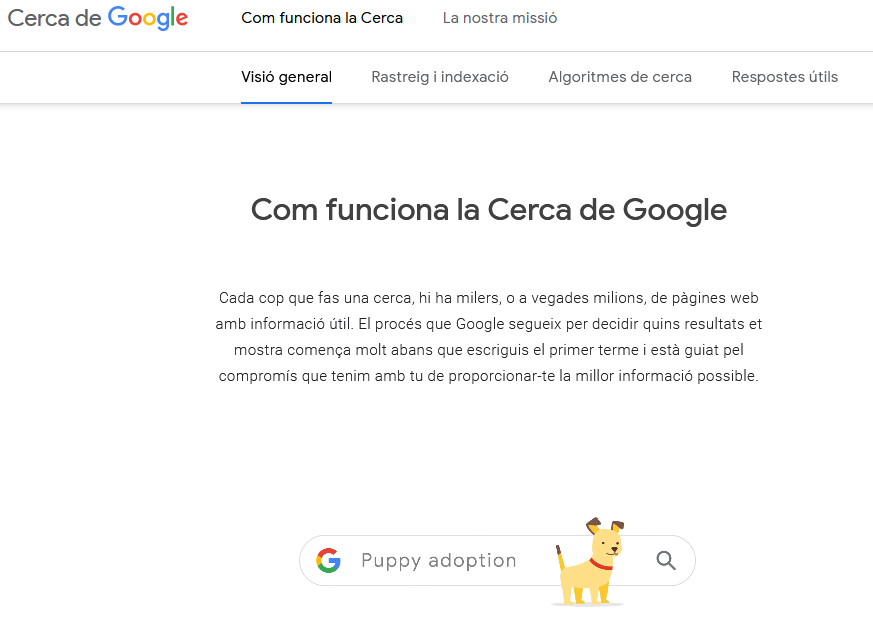 Cerca de Google
Com funciona la Cerca
La nostra missió
Visió general
Rastreig i indexació
Algoritmes de cerca
Respostes útils
Com funciona la Cerca de Google
Cada cop que fas una cerca, hi ha milers, o a vegades milions, de pàgines web
amb informació útil. El procés que Google segueix per decidir quins resultats et
mostra comença molt abans que escriguis el primer terme i està guiat pel
compromís que tenim amb tu de proporcionar-te la millor informació possible.
G Puppy adoption